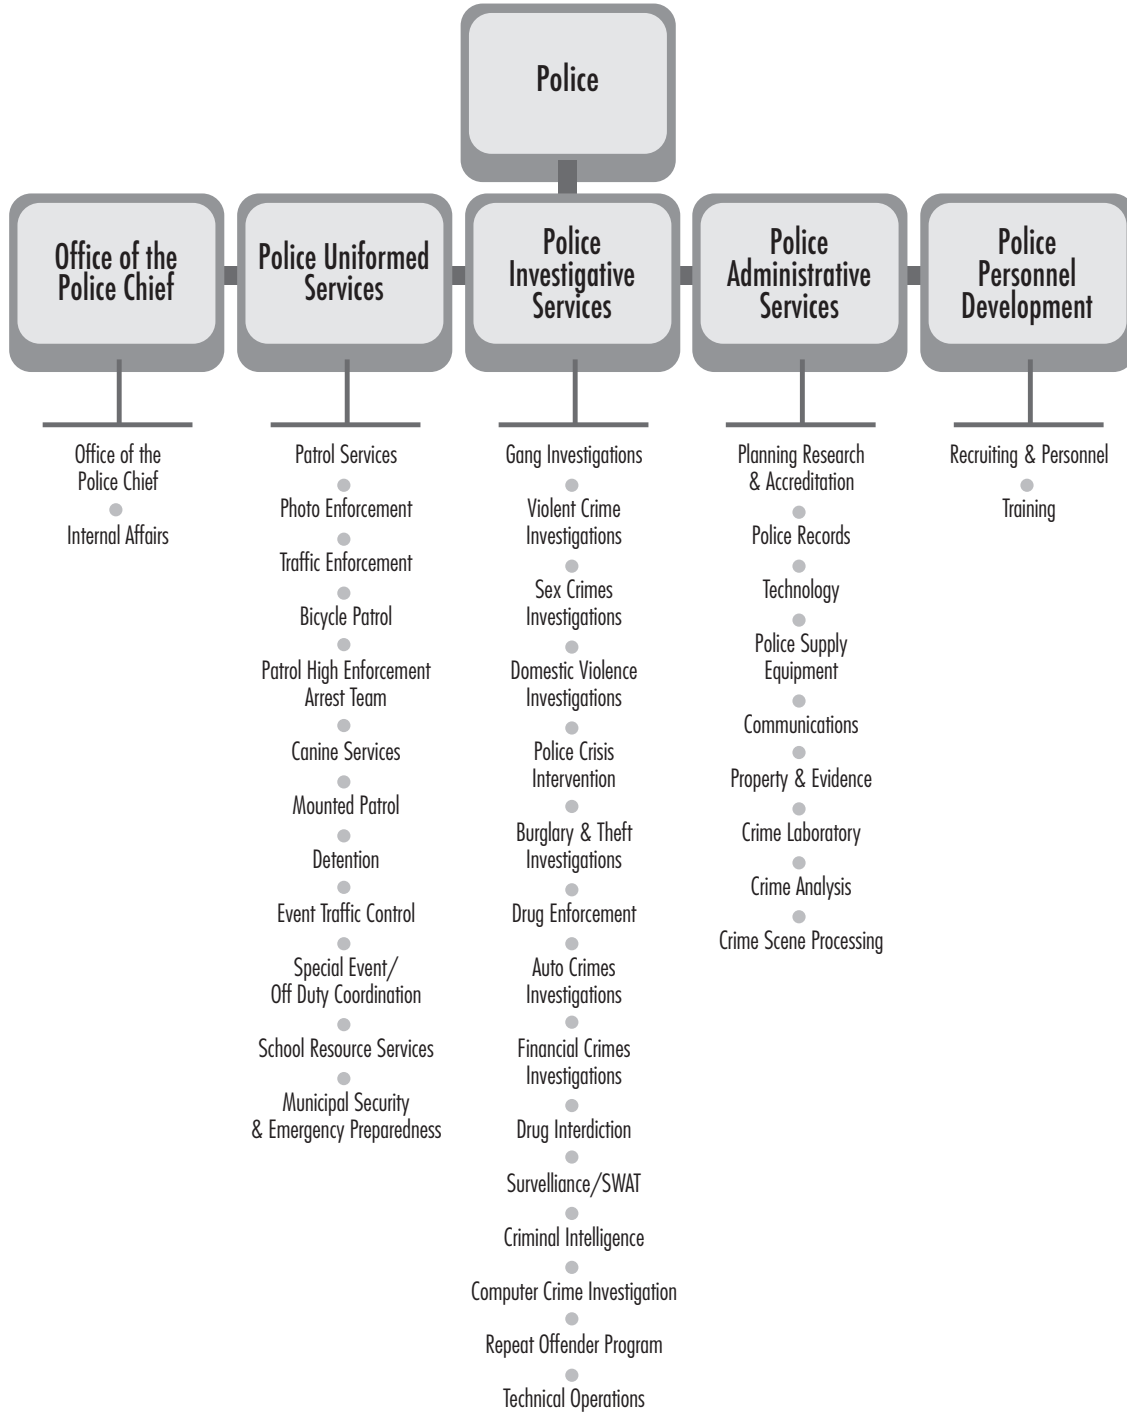 Police
Office of the
Police Chief
Police Uniformed
Services
Police
Investigative
Services
Police
Administrative
Services
Police
Personnel
Development
Office of the
Police Chief
Internal Affairs
Patrol Services
Photo Enforcement
Traffic Enforcement
Bicycle Patrol
Patrol High Enforcement
Arrest Team
Canine Services
Mounted Patrol
Detention
Event Traffic Control
Special Event/
Off Duty Coordination
School Resource Services
Municipal Security
& Emergency Preparedness
Gang Investigations
Violent Crime
Investigations
Sex Crimes
Investigations
Domestic Violence
Investigations
Police Crisis
Intervention
Burglary & Theft
Investigations
Drug Enforcement
Auto Crimes
Investigations
Financial Crimes
Investigations
Drug Interdiction
Survelliance/SWAT
Criminal Intelligence
Computer Crime Investigation
Repeat Offender Program
Technical Operations
Planning Research
& Accreditation
Police Records
Technology
Police Supply
Equipment
Communications
Property & Evidence
Crime Laboratory
Crime Analysis
Crime Scene Processing
Recruiting & Personnel
Training